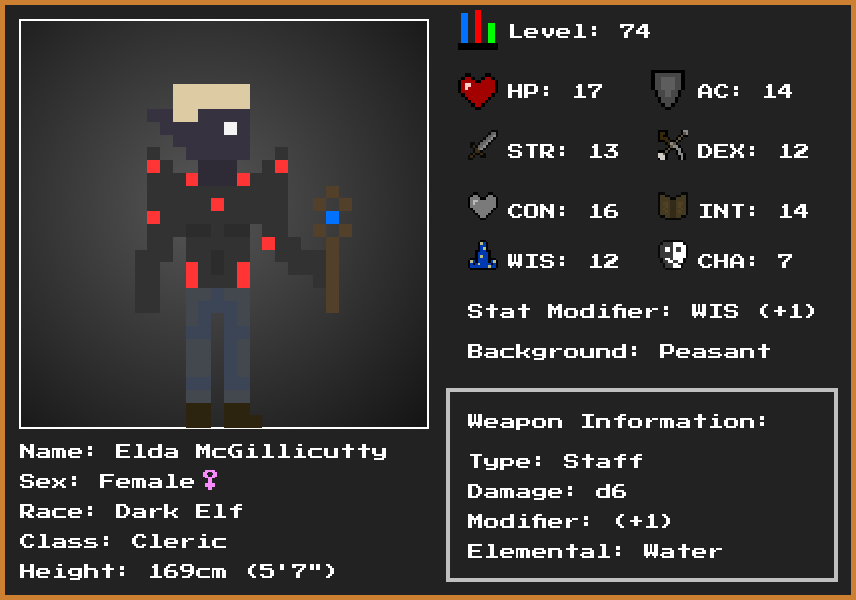 Level: 74
HP: 17 AC: 14
STR: 13 DEX: 12
CON: 16 INT: 14
WIS: 12 CHA: 7
Stat Modifier: WIS (+1)
Background: Peasant
Weapon Information:
Type: Staff
Damage: d6
Modifier: (+1)
Elemental: Water
Name: Elda McGillicutty
Sex: Female♀
Race: Dark Elf
Class: Cleric
Height: 169cm (5'7")